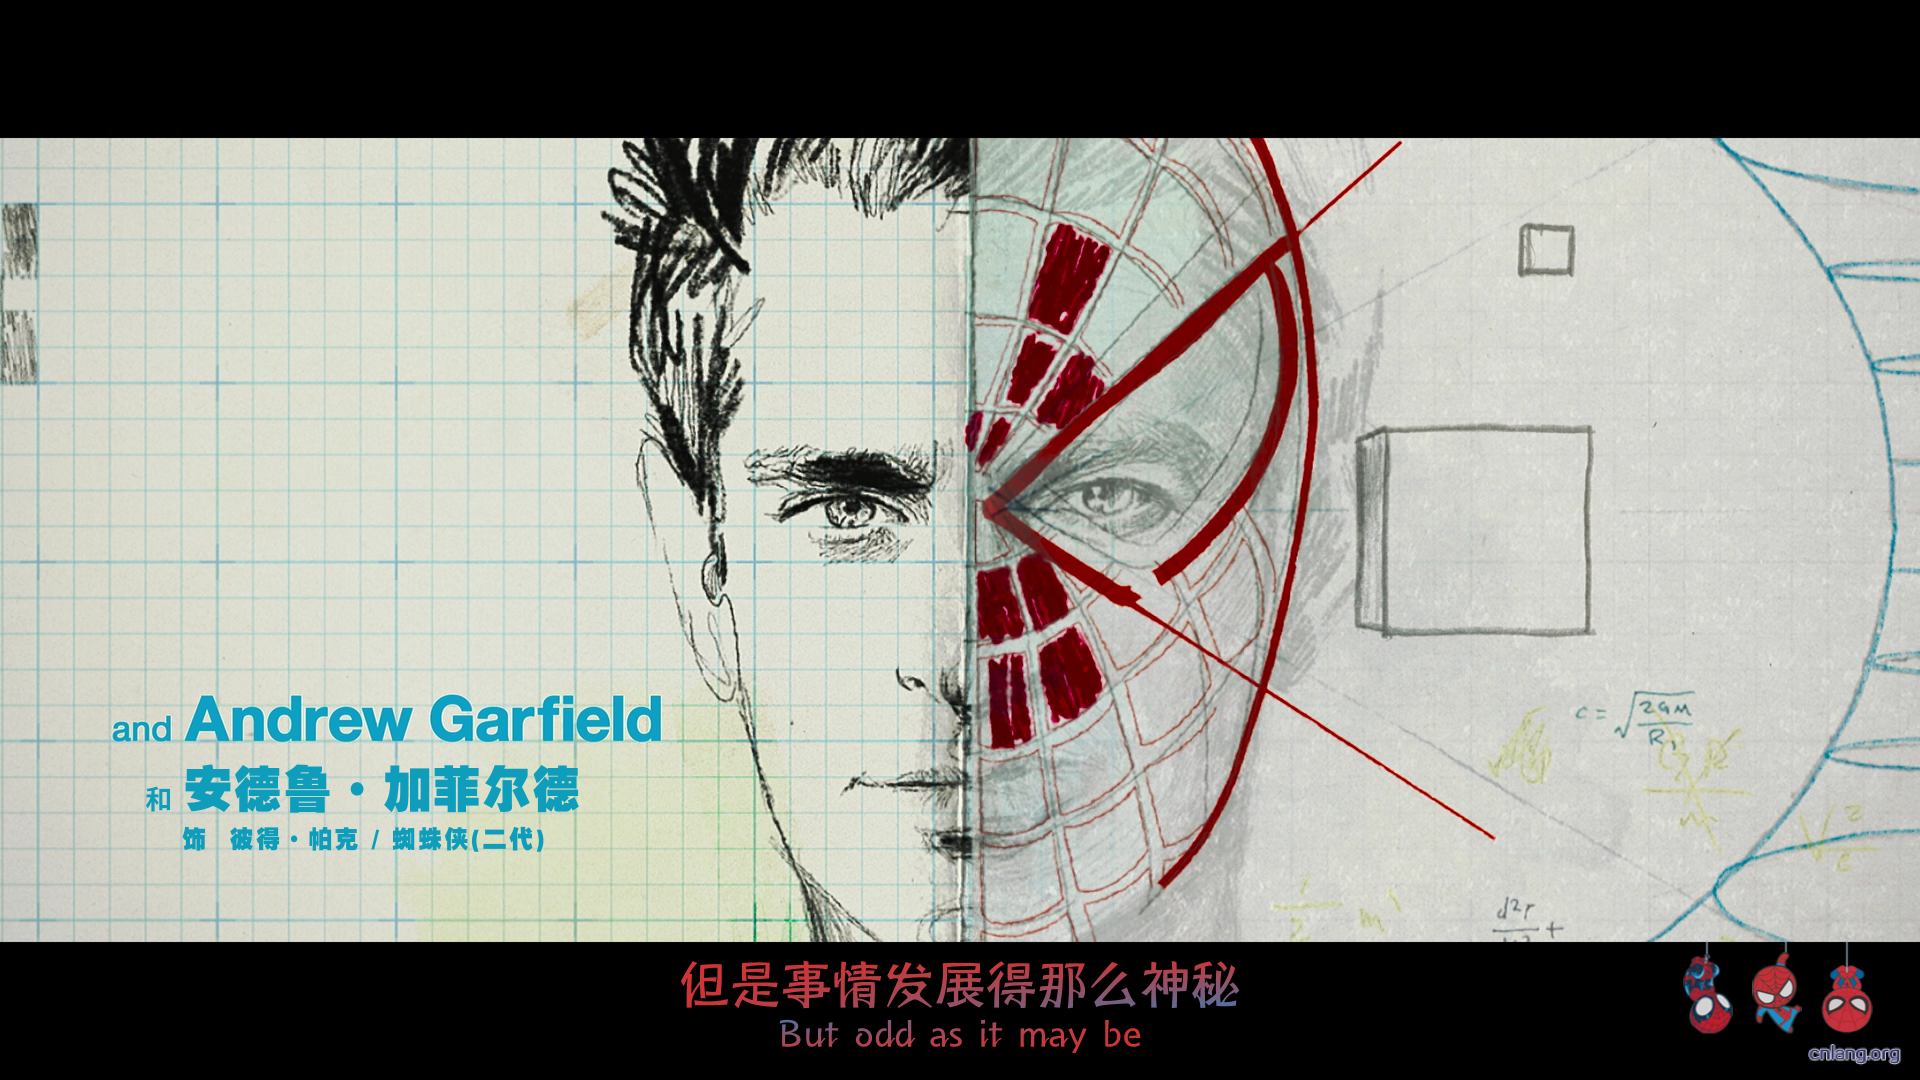 and Andrew Garfield
和 安德鲁·加菲尔德
饰 彼得·帕克 / 蜘蛛侠(二代)
c = √2GM/R
d²r
但是事情发展得那么神秘
But odd as it may be
cnlang.org